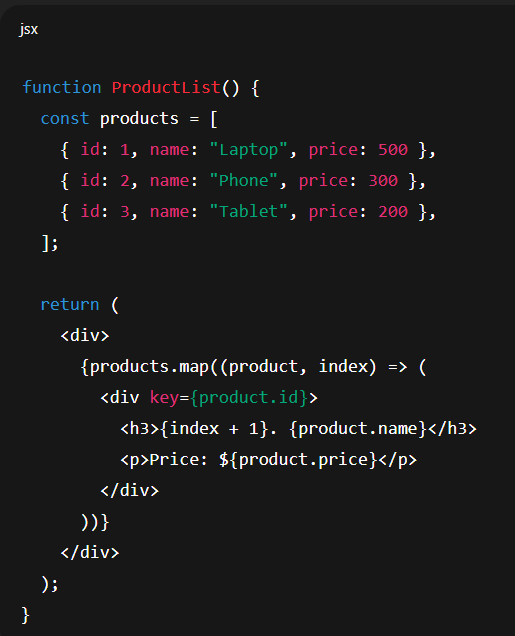 jsx
function ProductList() {
  const products = [
    { id: 1, name: "Laptop", price: 500 },
    { id: 2, name: "Phone", price: 300 },
    { id: 3, name: "Tablet", price: 200 },
  ];

  return (
    <div>
      {products.map((product, index) => (
        <div key={product.id}>
          <h3>{index + 1}. {product.name}</h3>
          <p>Price: ${product.price}</p>
        </div>
      ))}
    </div>
  );
}